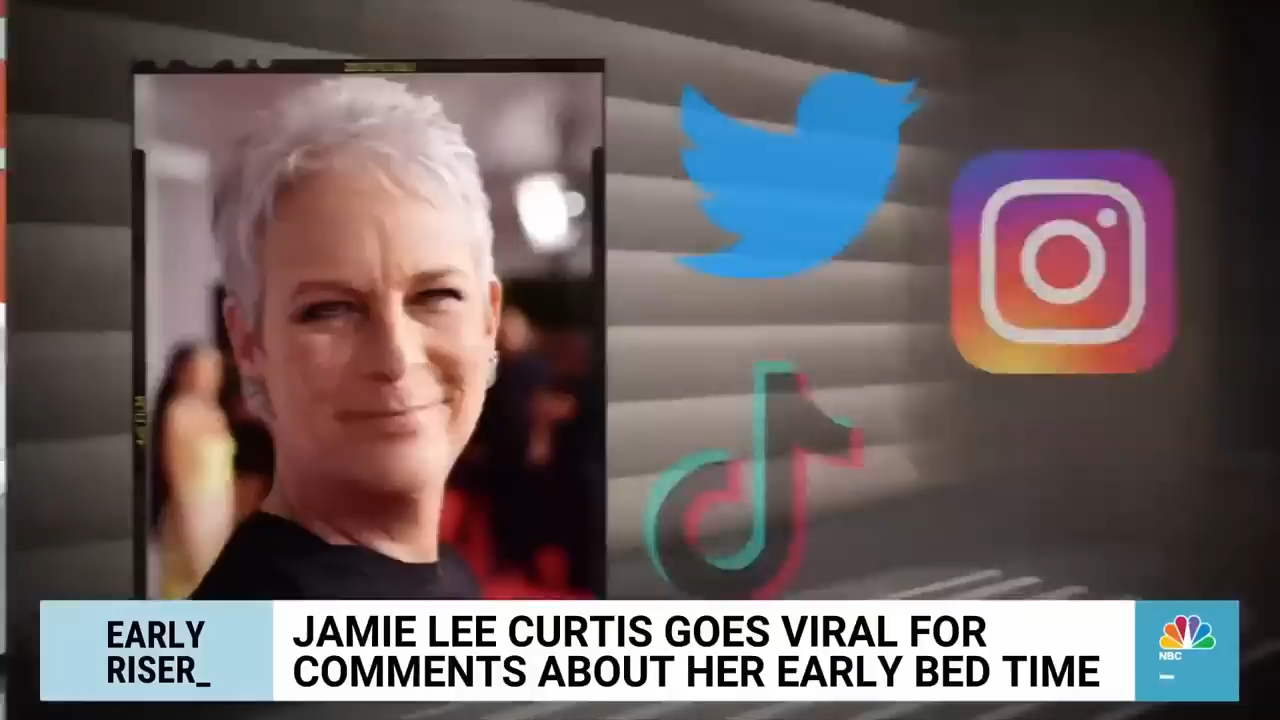 EARLY
RISER_
JAMIE LEE CURTIS GOES VIRAL FOR
COMMENTS ABOUT HER EARLY BED TIME
NBC